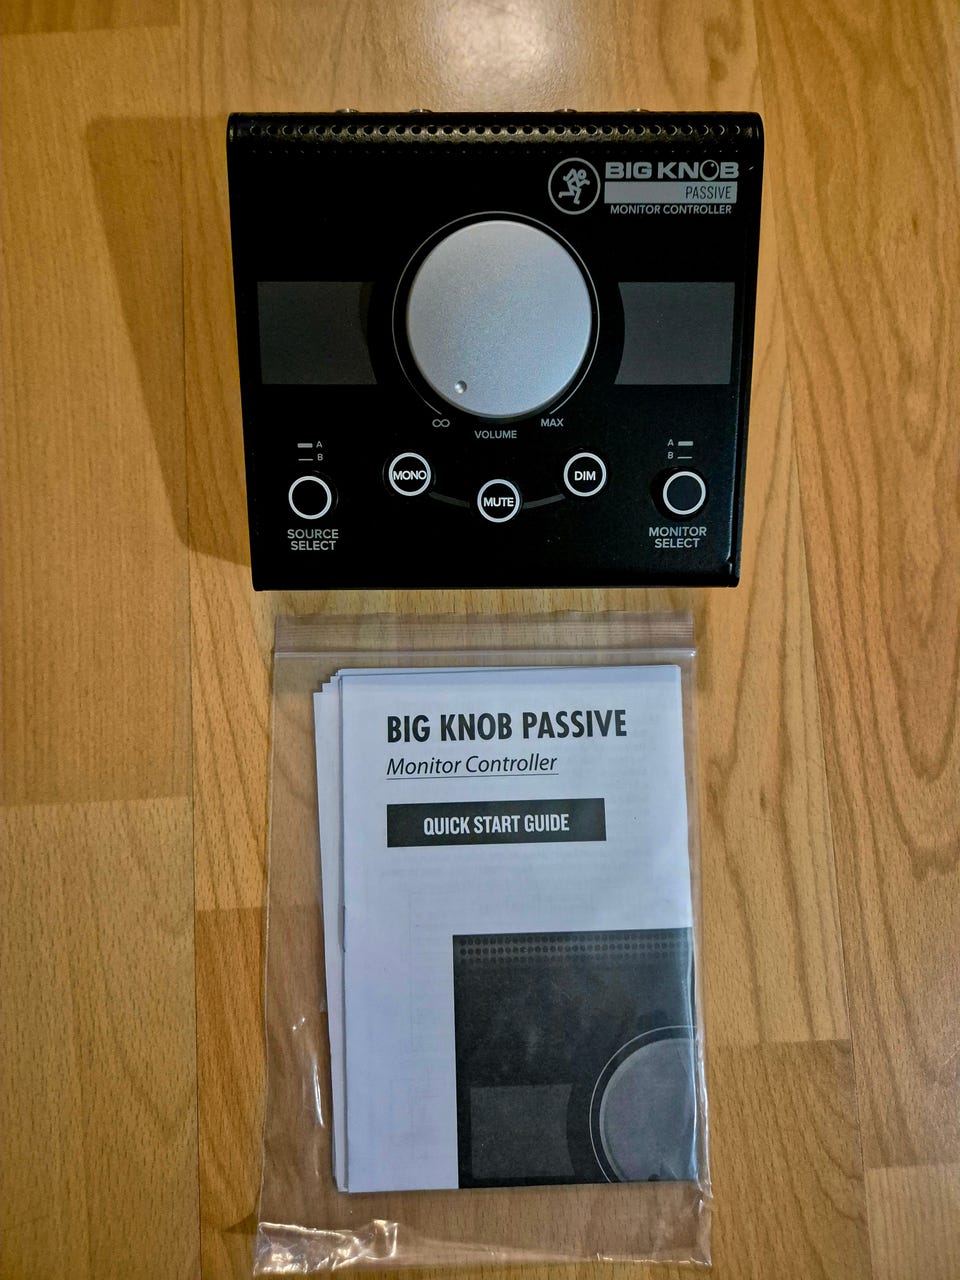 BIG KNOB
PASSIVE
MONITOR CONTROLLER
∞
MAX
VOLUME
A
B
SOURCE
SELECT
MONO
MUTE
DIM
A
B
MONITOR
SELECT
BIG KNOB PASSIVE
Monitor Controller
QUICK START GUIDE